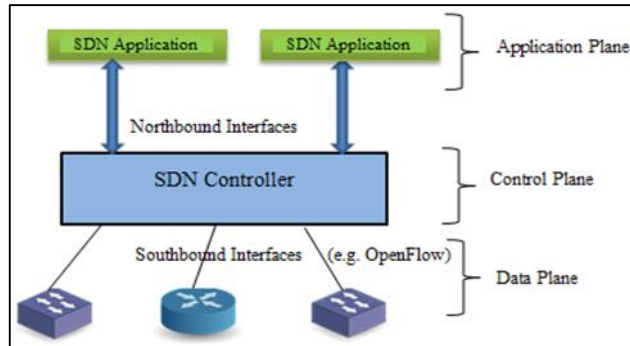 SDN Application
SDN Application
Application Plane
Northbound Interfaces
SDN Controller
Control Plane
Southbound Interfaces
(e.g. OpenFlow)
Data Plane